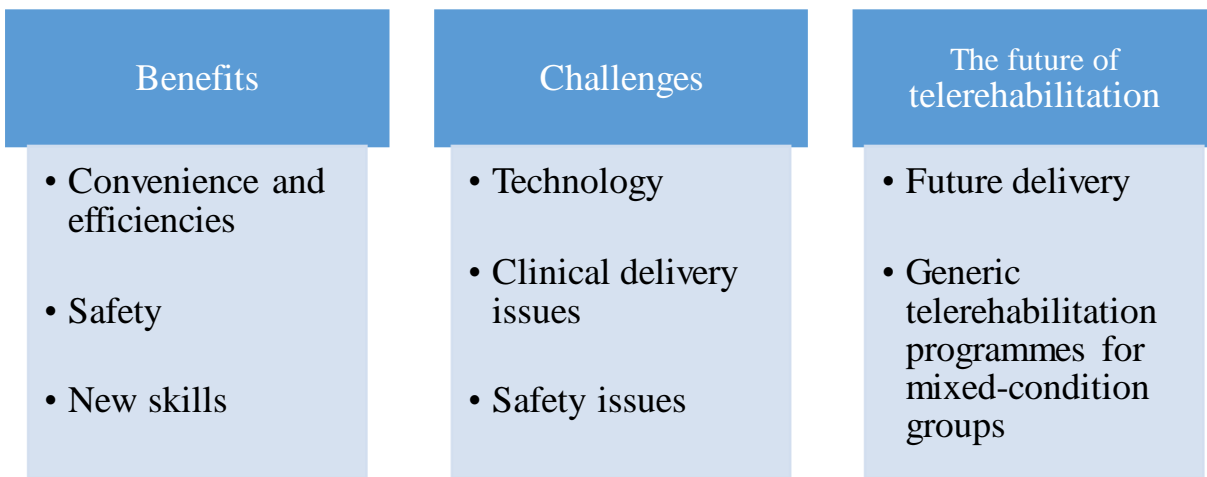 Benefits
• Convenience and
efficiencies
• Safety
• New skills
Challenges
• Technology
• Clinical delivery
issues
• Safety issues
The future of
telerehabilitation
• Future delivery
• Generic
telerehabilitation
programmes for
mixed-condition
groups